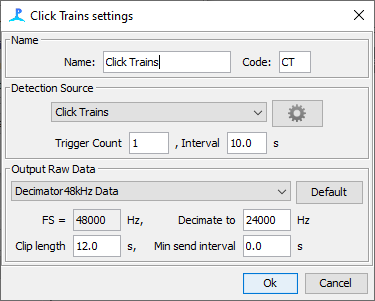 Click Trains settings
Name
Name: Click Trains Code: CT
Detection Source
Click Trains
Trigger Count 1 , Interval 10.0 s
Output Raw Data
Decimator48kHz Data Default
FS = 48000 Hz, Decimate to 24000 Hz
Clip length 12.0 s, Min send interval 0.0 s
Ok Cancel